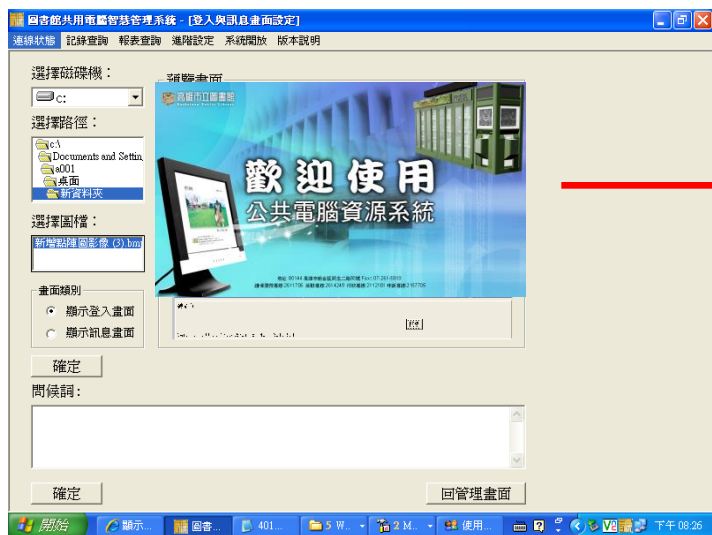 圖書館共用電腦智慧管理系統 - [登入與訊息畫面設定]
連線狀態 記錄查詢 報表查詢 進階設定 系統開放 版本說明
選擇磁碟機：
預覽畫面
c:
高雄市立圖書館
選擇路徑：
c:\
Documents and Settin
a001
桌面
新資料夾
歡迎使用
公共電腦資源系統
選擇圖檔：
新增點陣圖影像 (3).bm
畫面類別
顯示登入畫面
顯示訊息畫面
確定
問候詞：
確定
回管理畫面
開始
顯示...
圖書...
401...
5 W...
2 M...
使用...
下午 08:26